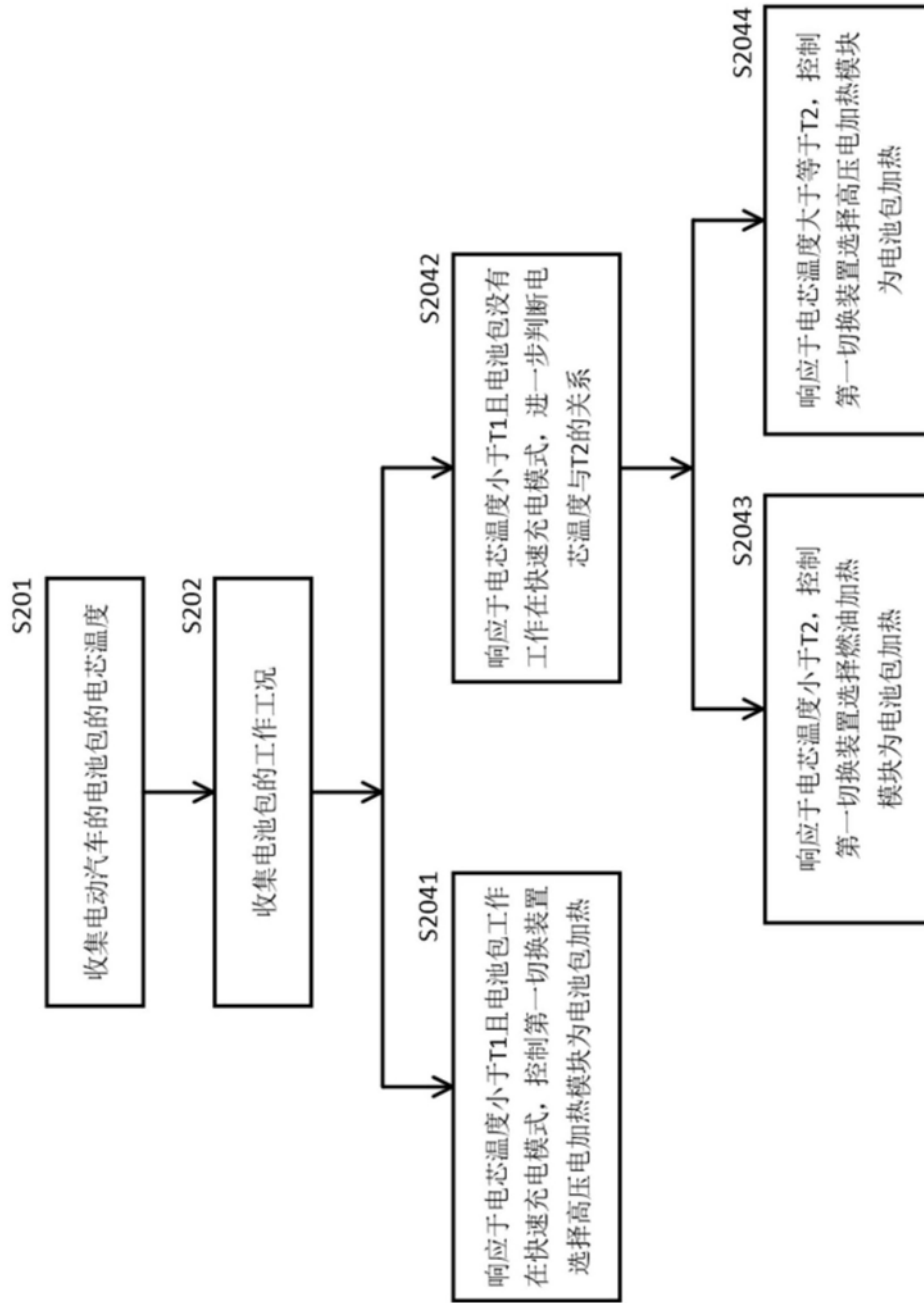 S201
收集电动汽车的电池包的电芯温度
S202
收集电池包的工作工况
S2041
响应于电芯温度小于T1且电池包工作
在快速充电模式，控制第一切换装置
选择高压电加热模块为电池包加热
S2042
响应于电芯温度小于T1且电池包没有
工作在快速充电模式，进一步判断电
芯温度与T2的关系
S2043
响应于电芯温度小于T2，控制
第一切换装置选择燃油加热
模块为电池包加热
S2044
响应于电芯温度大于等于T2，控制
第一切换装置选择高压电加热模块
为电池包加热